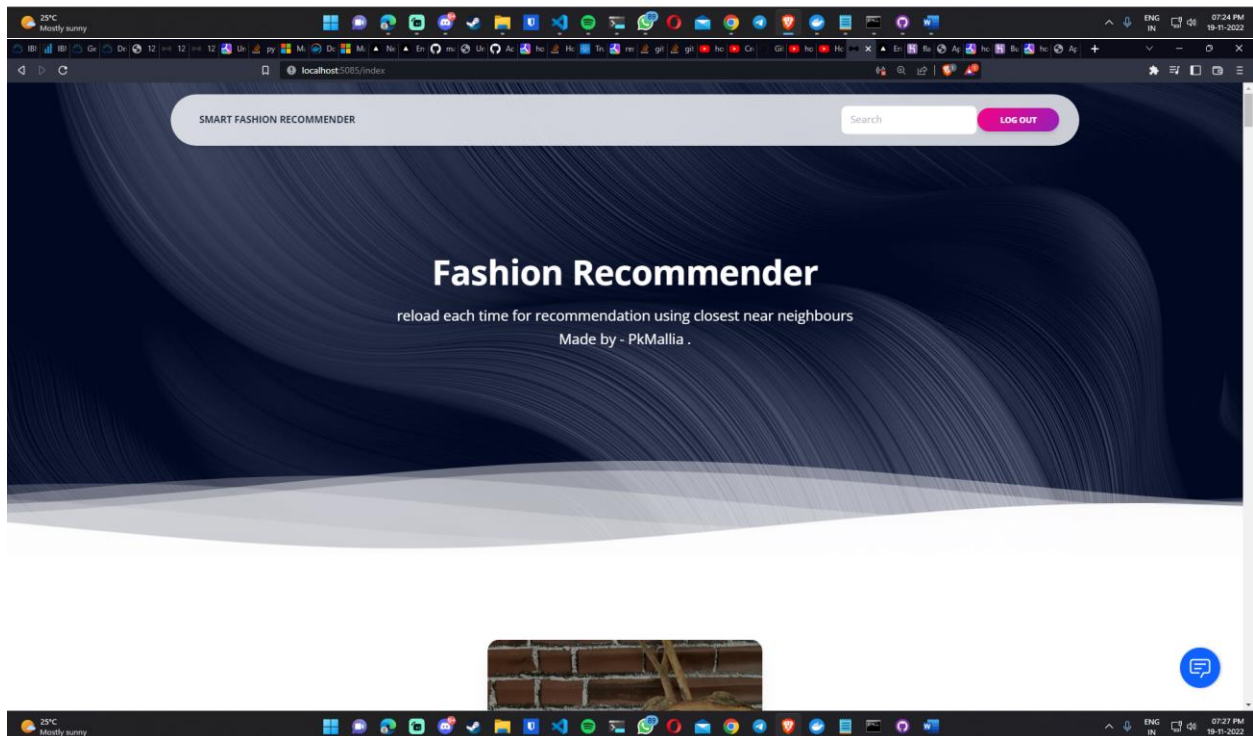 25°C
Mostly sunny
89
ENG
IN
07:24 PM
19-11-2022
localhost:5085/index
SMART FASHION RECOMMENDER
Search
LOG OUT
Fashion Recommender
reload each time for recommendation using closest near neighbours
Made by - PkMallia .
25°C
Mostly sunny
ENG
IN
07:27 PM
19-11-2022